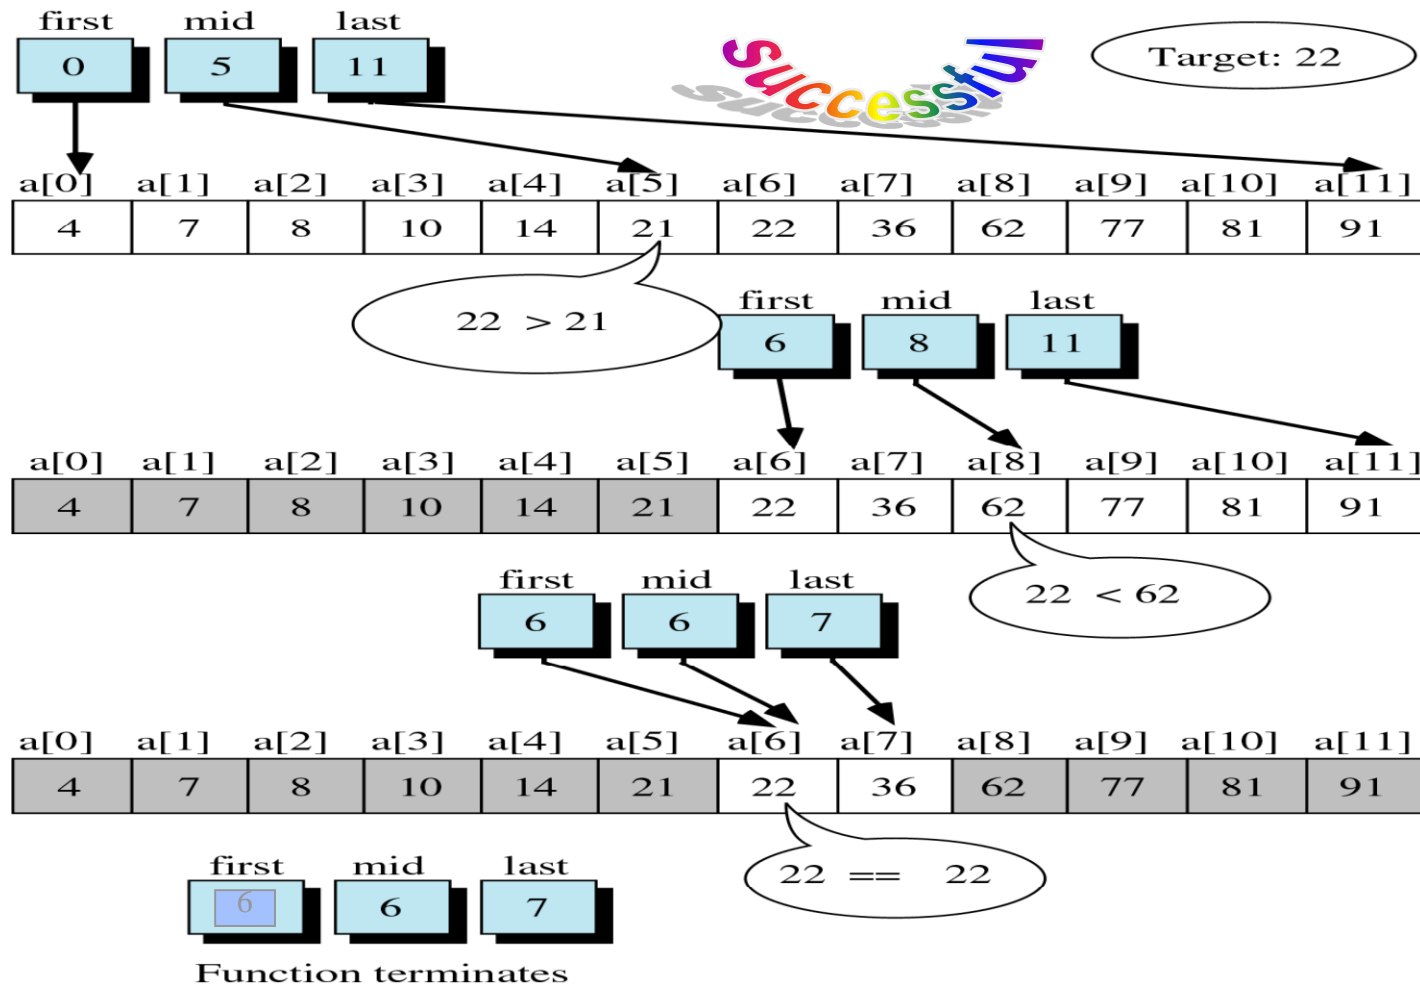 first mid last
0 5 11
Successful
Target: 22
a[0] a[1] a[2] a[3] a[4] a[5] a[6] a[7] a[8] a[9] a[10] a[11]
4 7 8 10 14 21 22 36 62 77 81 91
22 > 21
first mid last
6 8 11
a[0] a[1] a[2] a[3] a[4] a[5] a[6] a[7] a[8] a[9] a[10] a[11]
4 7 8 10 14 21 22 36 62 77 81 91
22 < 62
first mid last
6 6 7
a[0] a[1] a[2] a[3] a[4] a[5] a[6] a[7] a[8] a[9] a[10] a[11]
4 7 8 10 14 21 22 36 62 77 81 91
22 == 22
first mid last
6 6 7
Function terminates